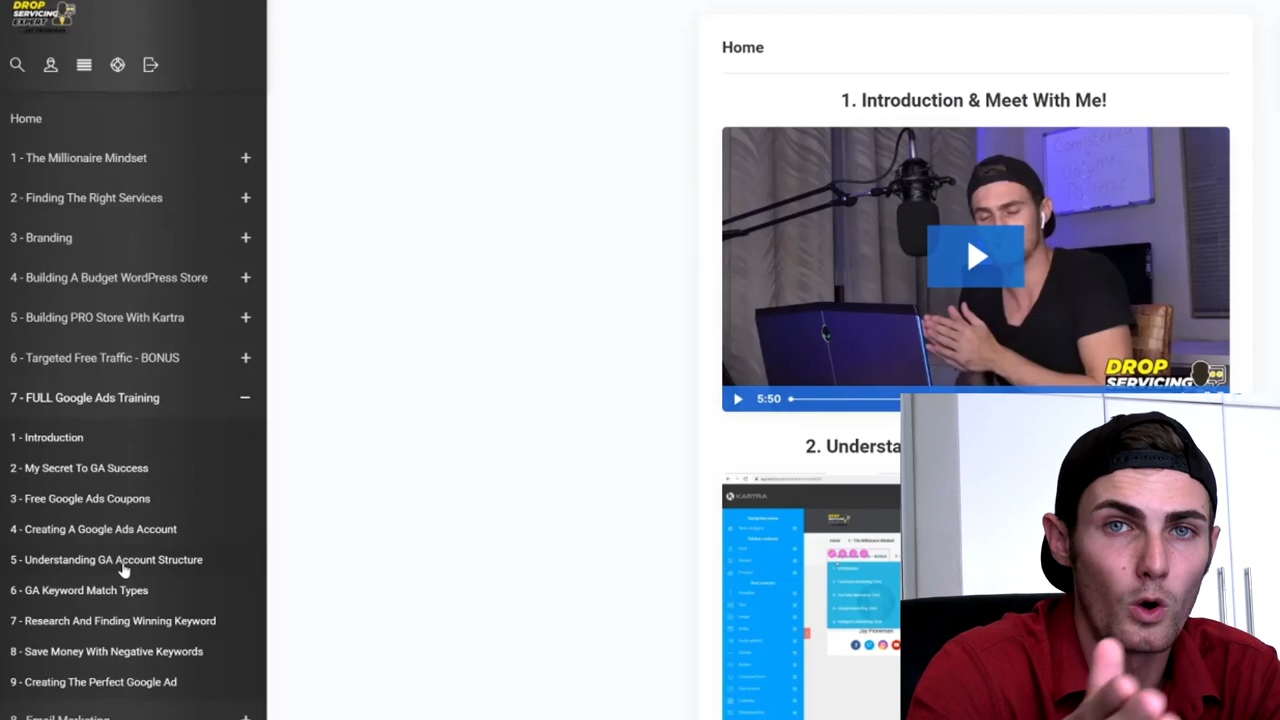 DROP
SERVICING
EXPERT
Home
1 - The Millionaire Mindset
2 - Finding The Right Services
3 - Branding
4 - Building A Budget WordPress Store
5 - Building PRO Store With Kartra
6 - Targeted Free Traffic - BONUS
7 - FULL Google Ads Training
1 - Introduction
2 - My Secret To GA Success
3 - Free Google Ads Coupons
4 - Creating A Google Ads Account
5 - Understanding GA Account Structure
6 - GA Keyword Match Types
7 - Research And Finding Winning Keyword
8 - Save Money With Negative Keywords
9 - Creating The Perfect Google Ad
8 - Email Marketing
Home
1. Introduction & Meet With Me!
DROP
SERVICING
5:50
2. Understa
KARTRA